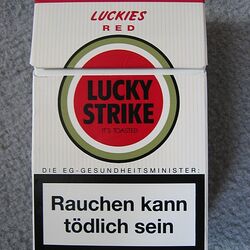 LUCKIES
RED
LUCKY
STRIKE
IT'S TOASTED
DIE EG-GESUNDHEITSMINISTER:
Rauchen kann
tödlich sein